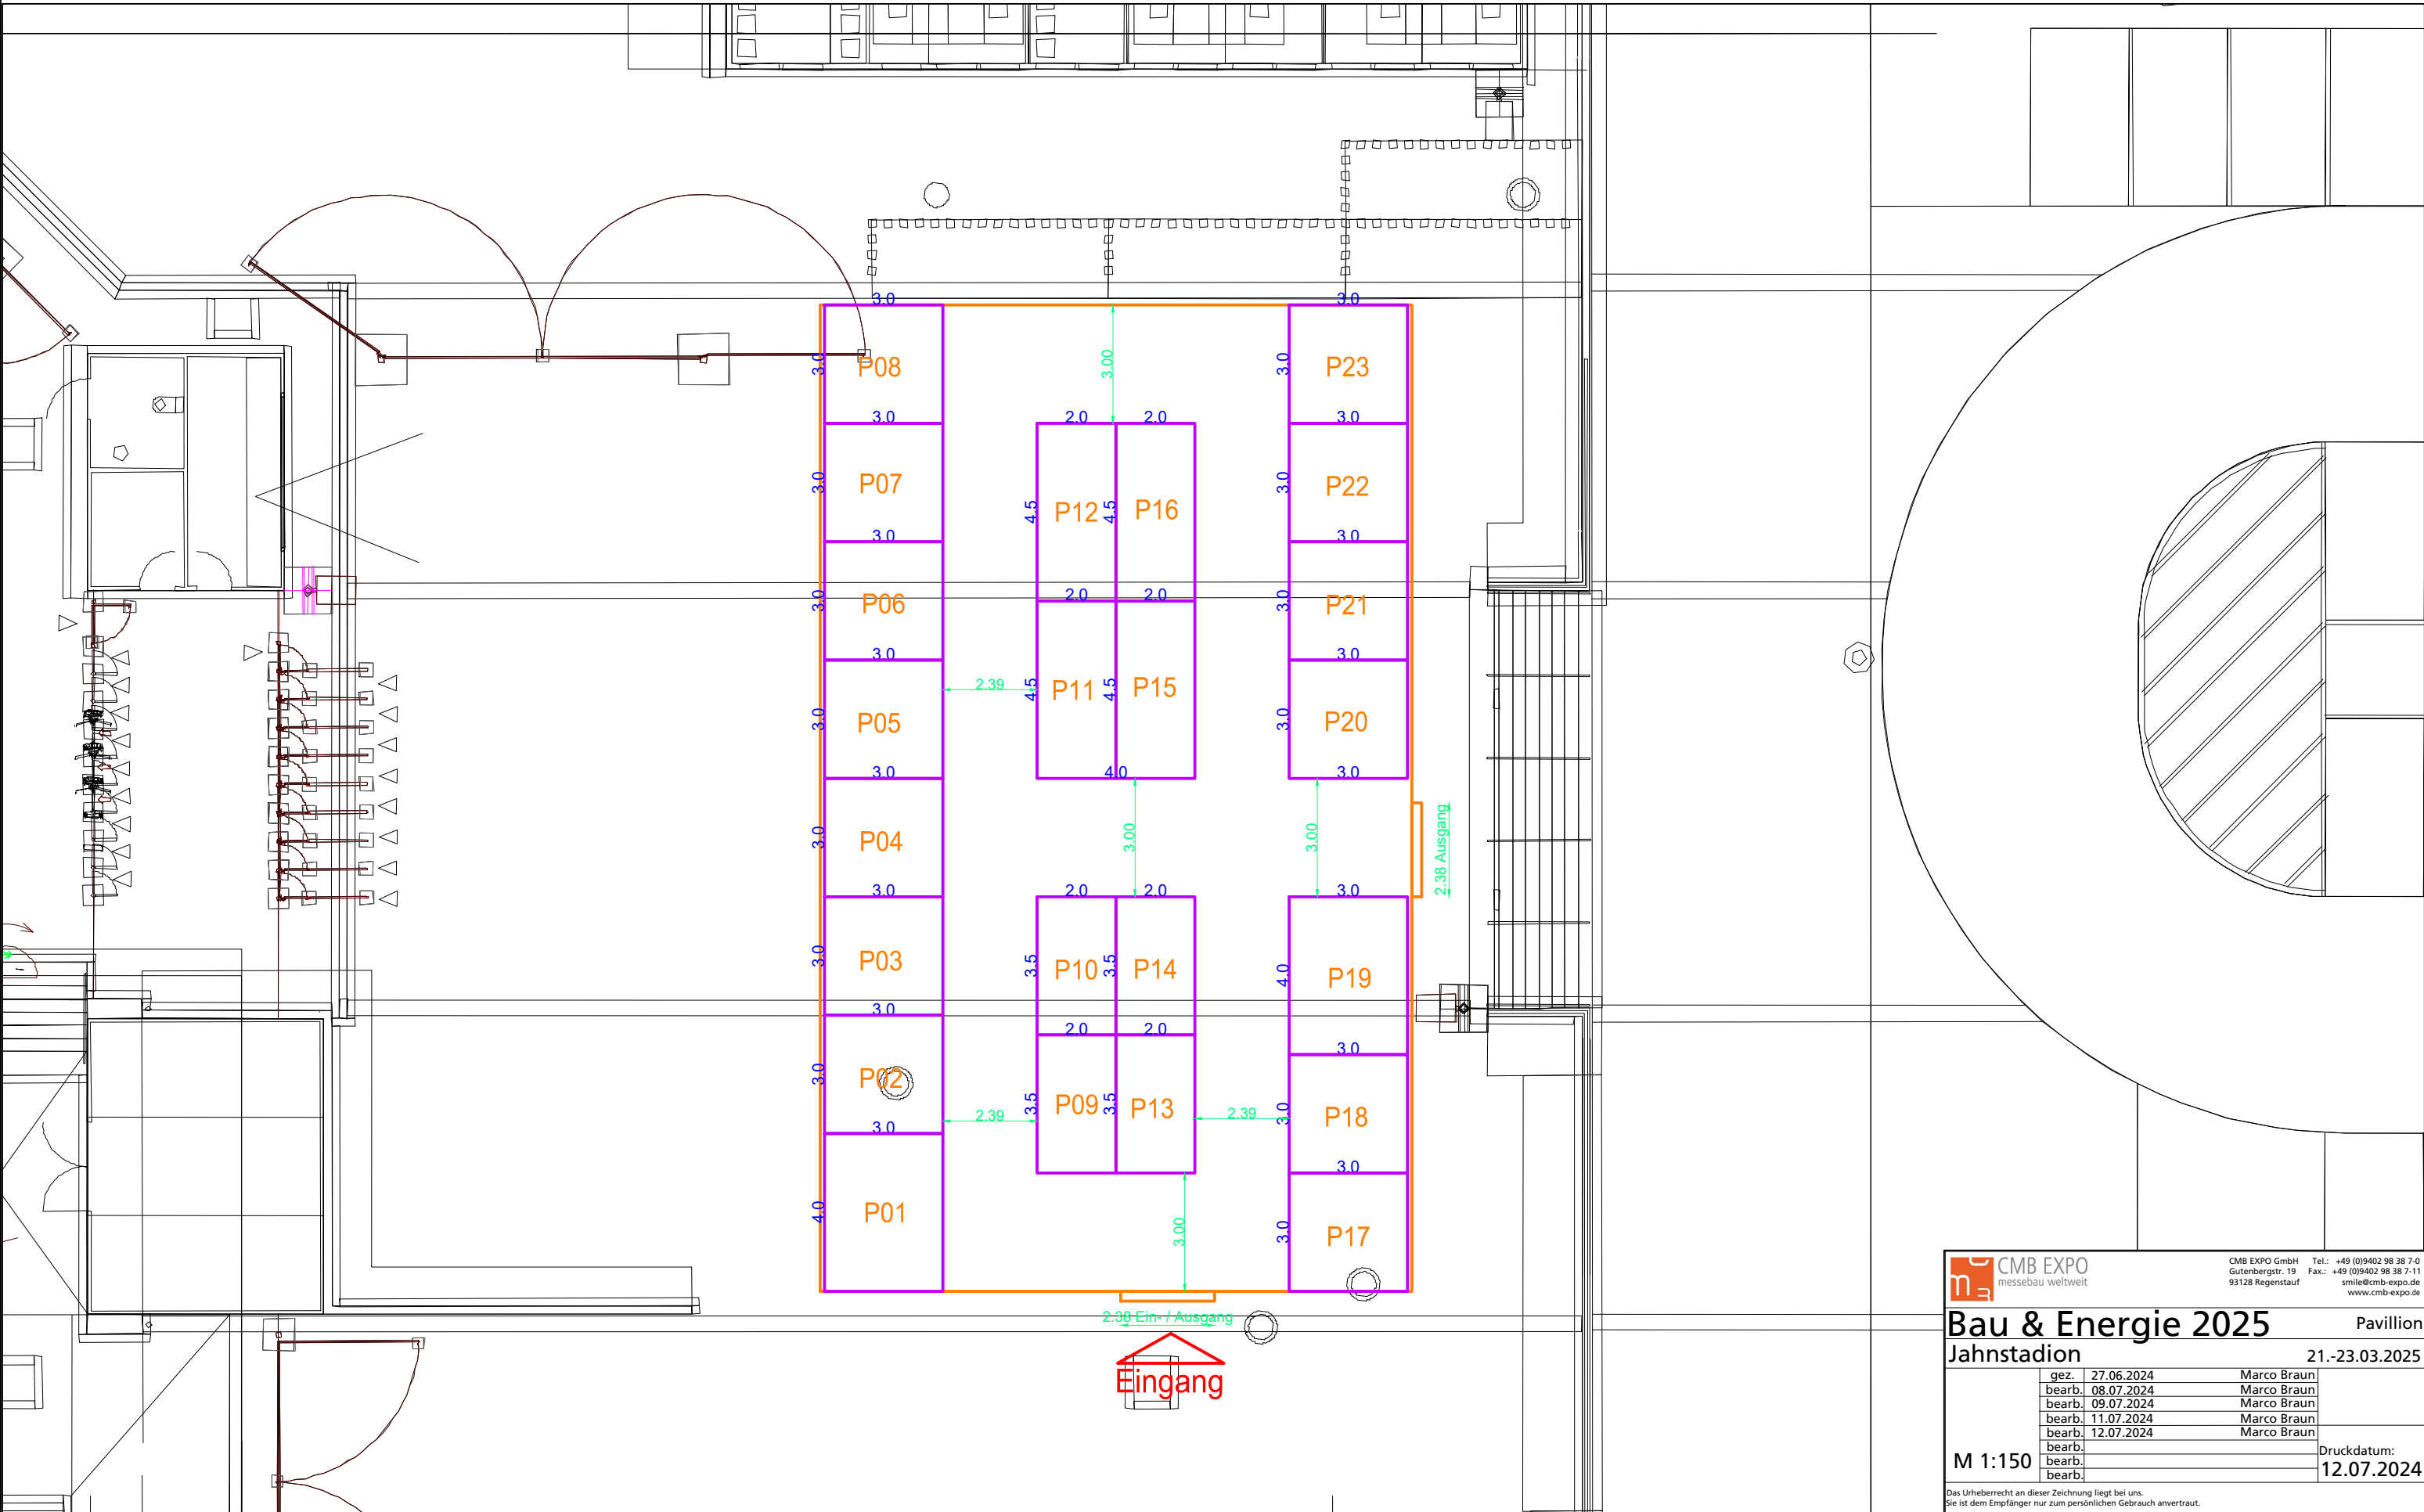 3.0
3.0
3.0
P08
3.00
3.0
P23
3.0
2.0
2.0
3.0
3.0
P07
4.5
P12
4.5
P16
3.0
P22
3.0
3.0
3.0
P06
2.0
2.0
3.0
P21
3.0
3.0
3.0
P05
2.39
4.5
P11
4.5
P15
3.0
P20
3.0
4.0
3.0
3.0
P04
3.00
3.00
2.38 Ausgang
3.0
2.0
2.0
3.0
3.0
P03
3.5
P10
3.5
P14
4.0
P19
3.0
2.0
2.0
3.0
3.0
P02
3.5
P09
3.5
P13
2.39
3.0
P18
3.0
2.39
3.0
4.0
P01
3.00
3.0
P17
2.38 Ein- / Ausgang
Eingang
CMB EXPO
messebau weltweit
CMB EXPO GmbH Tel.: +49 (0)9402 98 38 7-0
Gutenbergstr. 19 Fax.: +49 (0)9402 98 38 7-11
93128 Regenstauf smile@cmb-expo.de
www.cmb-expo.de
Bau & Energie 2025 Pavillion
Jahnstadion 21.-23.03.2025
gez. 27.06.2024 Marco Braun
bearb. 08.07.2024 Marco Braun
bearb. 09.07.2024 Marco Braun
bearb. 11.07.2024 Marco Braun
bearb. 12.07.2024 Marco Braun
bearb.
bearb.
bearb.
M 1:150
Druckdatum:
12.07.2024
Das Urheberrecht an dieser Zeichnung liegt bei uns.
Sie ist dem Empfänger nur zum persönlichen Gebrauch anvertraut.